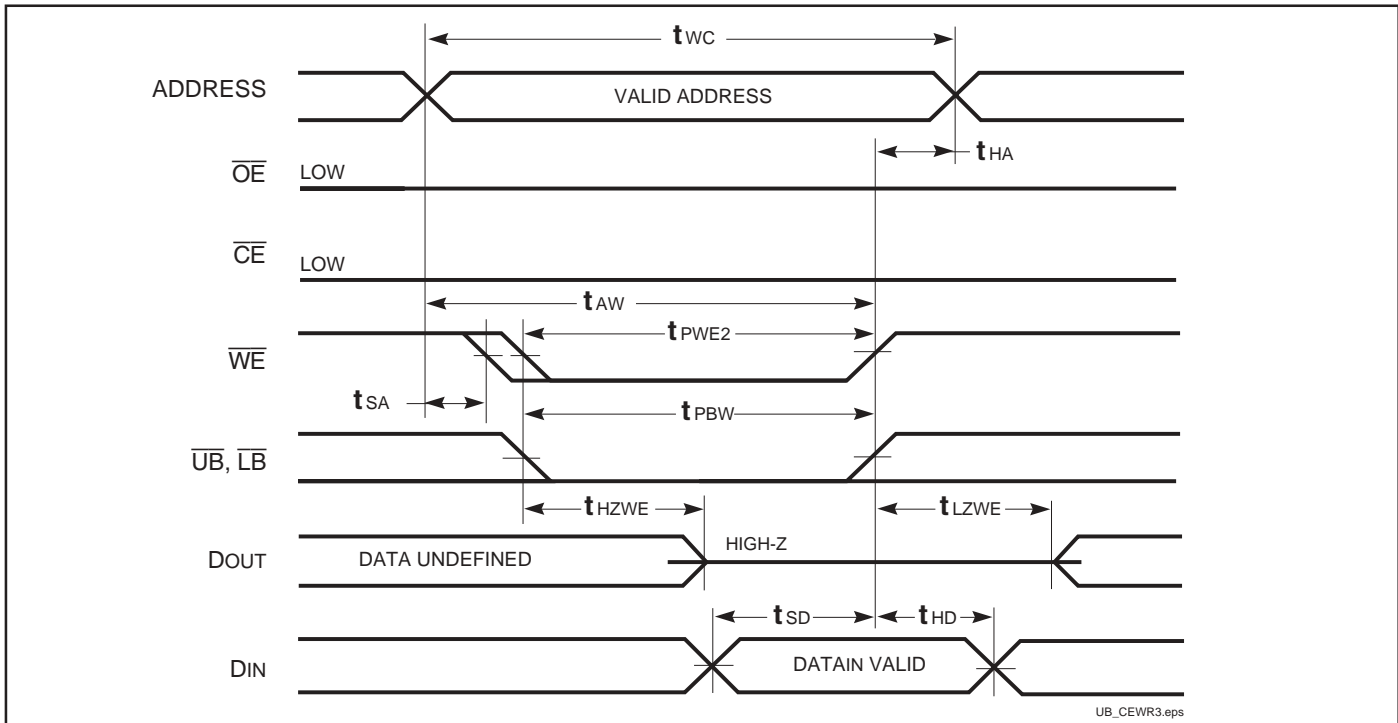 tWC
ADDRESS VALID ADDRESS
tHA
OE LOW
CE LOW
tAW
tPWE2
WE
tSA tPBW
UB, LB
tHZWE tLZWE
DOUT DATA UNDEFINED HIGH-Z
tSD tHD
DIN DATAIN VALID
UB_CEWR3.eps